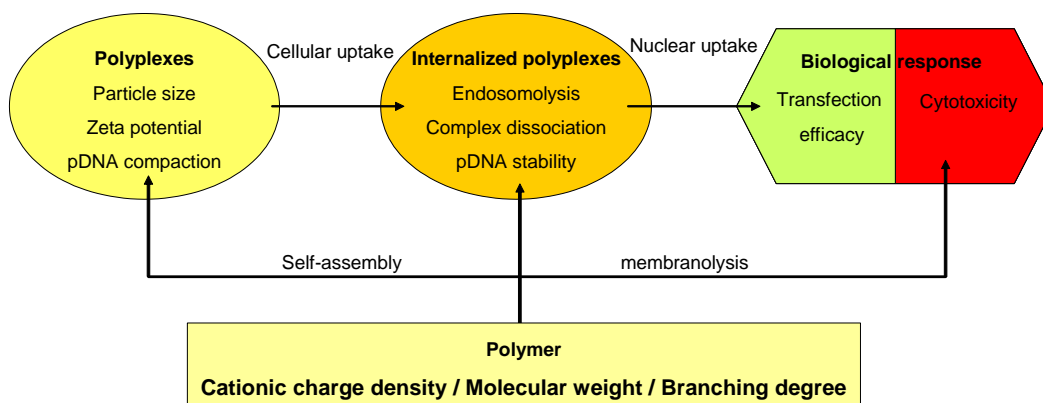 Polyplexes
Particle size
Zeta potential
pDNA compaction
Cellular uptake
Internalized polyplexes
Endosomolysis
Complex dissociation
pDNA stability
Nuclear uptake
Biological response
Transfection
efficacy
Cytotoxicity
Self-assembly
membranolysis
Polymer
Cationic charge density / Molecular weight / Branching degree